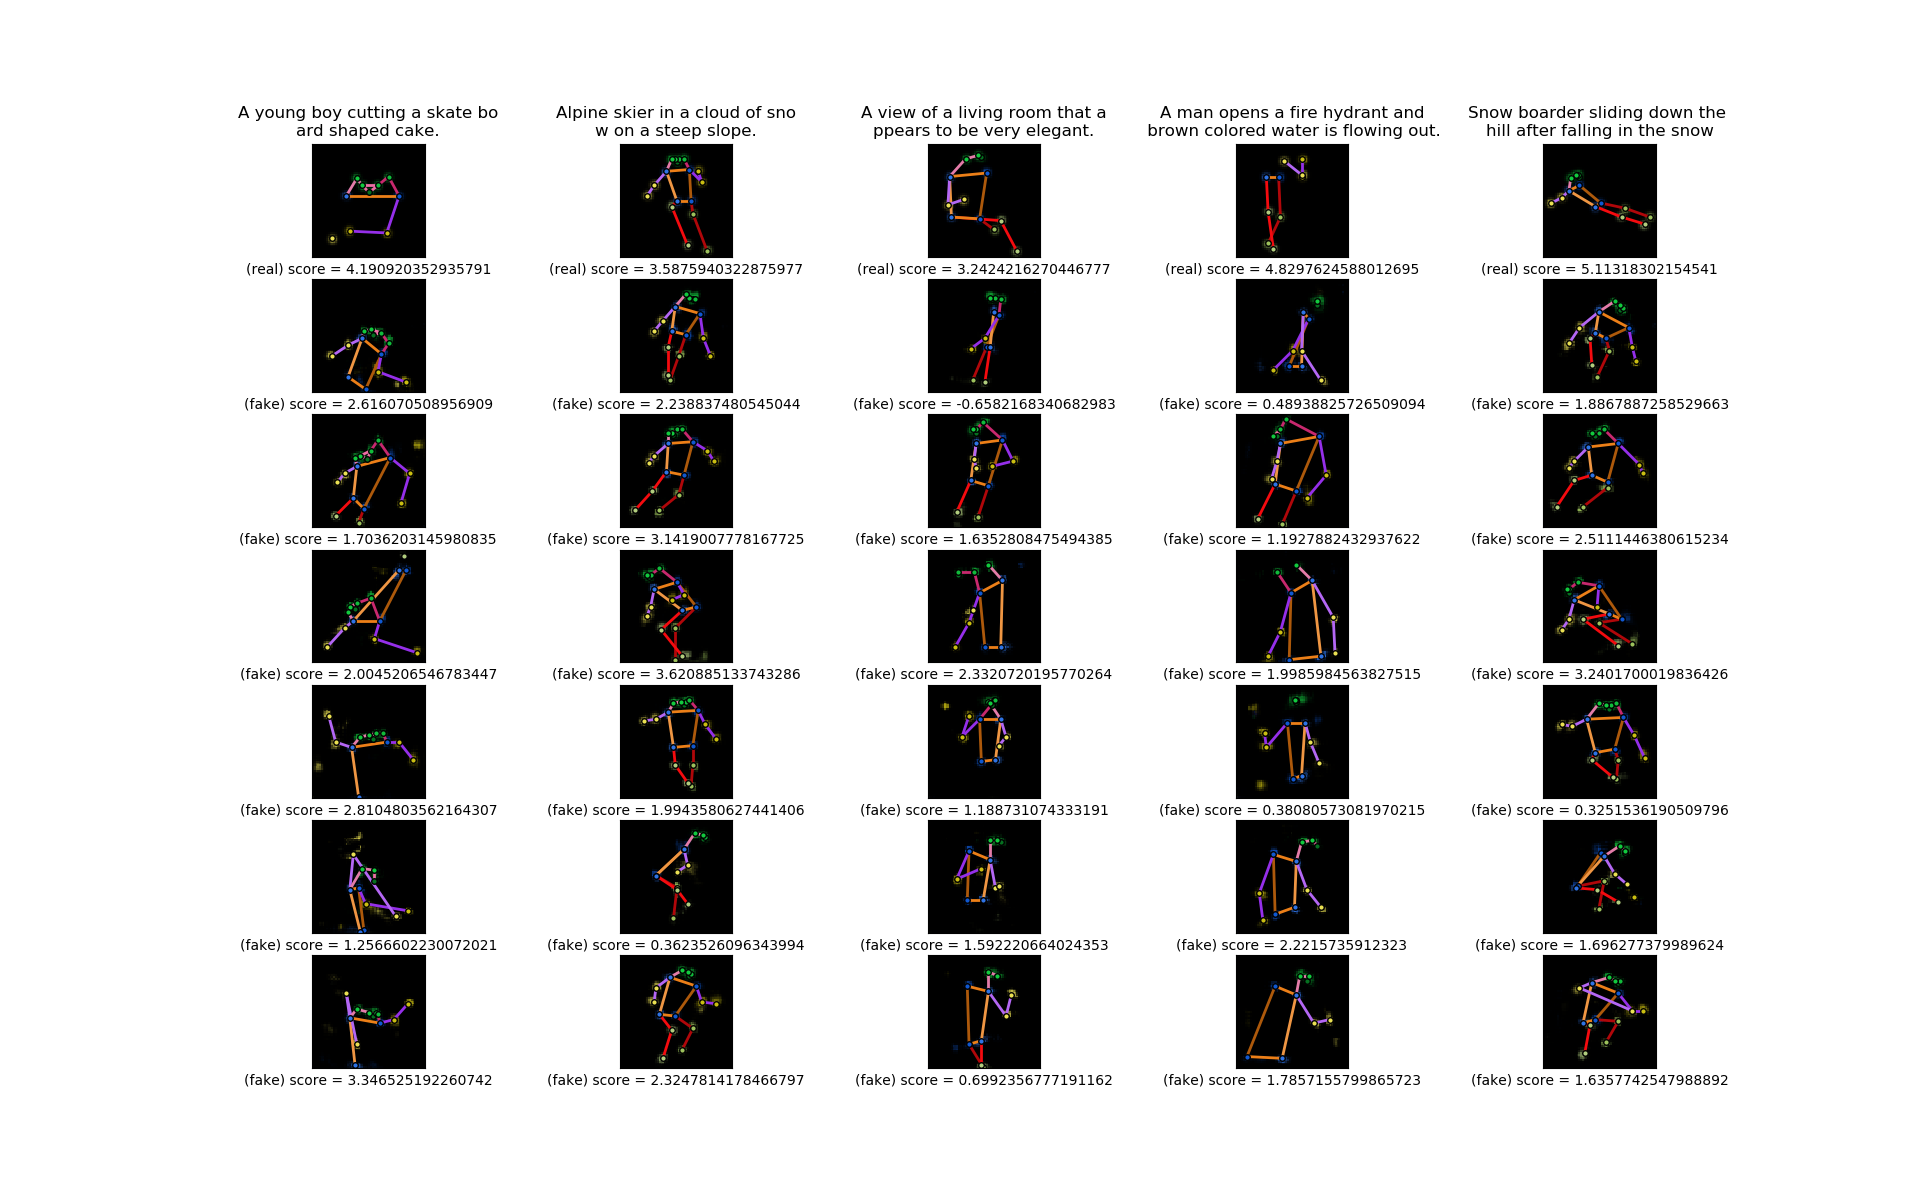 A young boy cutting a skate bo
ard shaped cake.
Alpine skier in a cloud of sno
w on a steep slope.
A view of a living room that a
ppears to be very elegant.
A man opens a fire hydrant and
brown colored water is flowing out.
Snow boarder sliding down the
hill after falling in the snow
(real) score = 4.190920352935791
(real) score = 3.5875940322875977
(real) score = 3.2424216270446777
(real) score = 4.8297624588012695
(real) score = 5.11318302154541
(fake) score = 2.616070508956909
(fake) score = 2.238837480545044
(fake) score = -0.6582168340682983
(fake) score = 0.48938825726509094
(fake) score = 1.8867887258529663
(fake) score = 1.7036203145980835
(fake) score = 3.1419007778167725
(fake) score = 1.6352808475494385
(fake) score = 1.1927882432937622
(fake) score = 2.5111446380615234
(fake) score = 2.0045206546783447
(fake) score = 3.620885133743286
(fake) score = 2.3320720195770264
(fake) score = 1.9985984563827515
(fake) score = 3.2401700019836426
(fake) score = 2.8104803562164307
(fake) score = 1.9943580627441406
(fake) score = 1.188731074333191
(fake) score = 0.38080573081970215
(fake) score = 0.3251536190509796
(fake) score = 1.2566602230072021
(fake) score = 0.3623526096343994
(fake) score = 1.592220664024353
(fake) score = 2.2215735912323
(fake) score = 1.696277379989624
(fake) score = 3.346525192260742
(fake) score = 2.3247814178466797
(fake) score = 0.6992356777191162
(fake) score = 1.7857155799865723
(fake) score = 1.6357742547988892